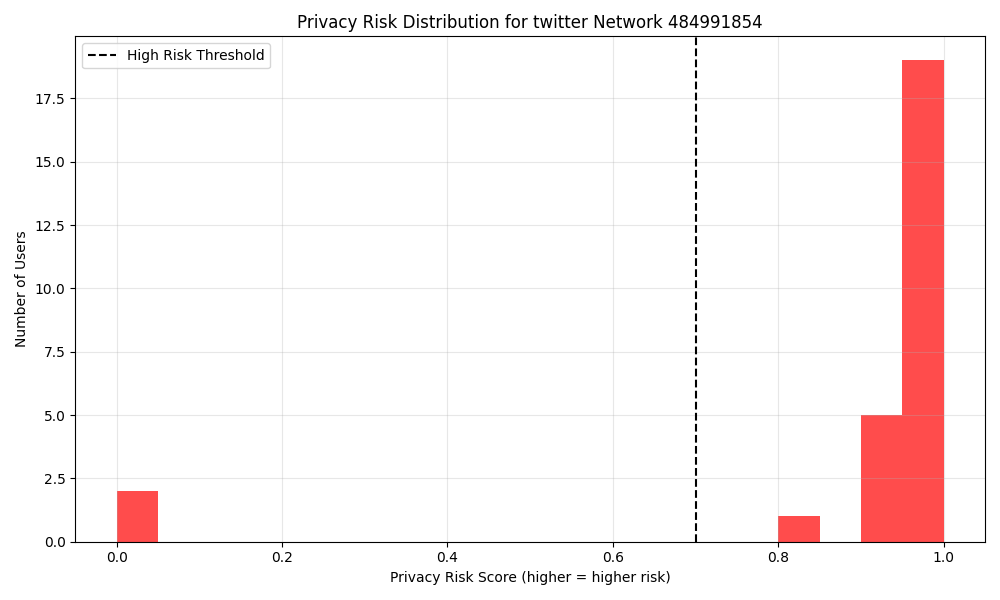 Privacy Risk Distribution for twitter Network 484991854
High Risk Threshold
Number of Users
17.5
15.0
12.5
10.0
7.5
5.0
2.5
0.0
0.0 0.2 0.4 0.6 0.8 1.0
Privacy Risk Score (higher = higher risk)